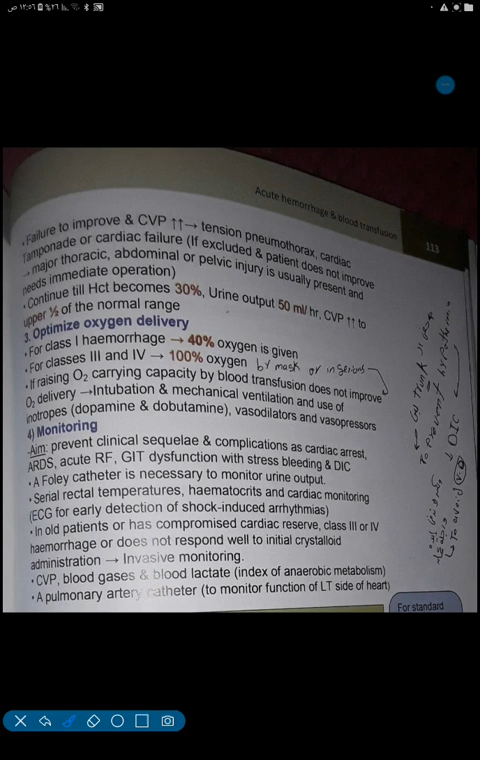 ١٢:٥٦ ص
٪٢٦
Acute hemorrhage & blood transfusion
113
• Failure to improve & CVP ↑↑→ tension pneumothorax, cardiac
Tamponade or cardiac failure (If excluded & patient does not improve
→ major thoracic, abdominal or pelvic injury is usually present and
needs immediate operation)
• Continue till Hct becomes 30%, Urine output 50 ml/ hr, CVP ↑↑ to
upper ½ of the normal range
3. Optimize oxygen delivery
• For class I haemorrhage → 40% oxygen is given
• For classes III and IV → 100% oxygen by mask or in serious
• If raising O₂ carrying capacity by blood transfusion does not improve
O₂ delivery →Intubation & mechanical ventilation and use of
inotropes (dopamine & dobutamine), vasodilators and vasopressors
4) Monitoring
-Aim: prevent clinical sequelae & complications as cardiac arrest,
ARDS, acute RF, GIT dysfunction with stress bleeding & DIC
• A Foley catheter is necessary to monitor urine output.
• Serial rectal temperatures, haematocrits and cardiac monitoring
(ECG for early detection of shock-induced arrhythmias)
• In old patients or has compromised cardiac reserve, class III or IV
haemorrhage or does not respond well to initial crystalloid
administration → Invasive monitoring.
• CVP, blood gases & blood lactate (index of anaerobic metabolism)
• A pulmonary artery catheter (to monitor function of LT side of heart)
For standard
To prevent hypothermia
→ DIC
to avoid